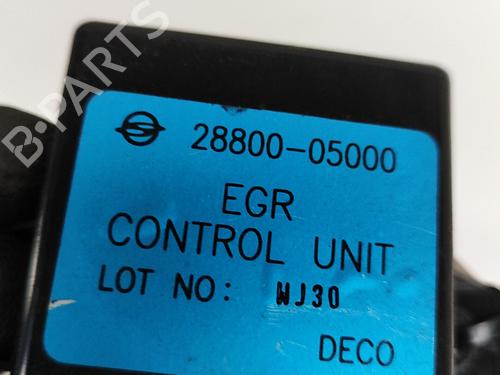 B-PARTS
28800-05000
EGR
CONTROL UNIT
LOT NO: WJ30
DECO